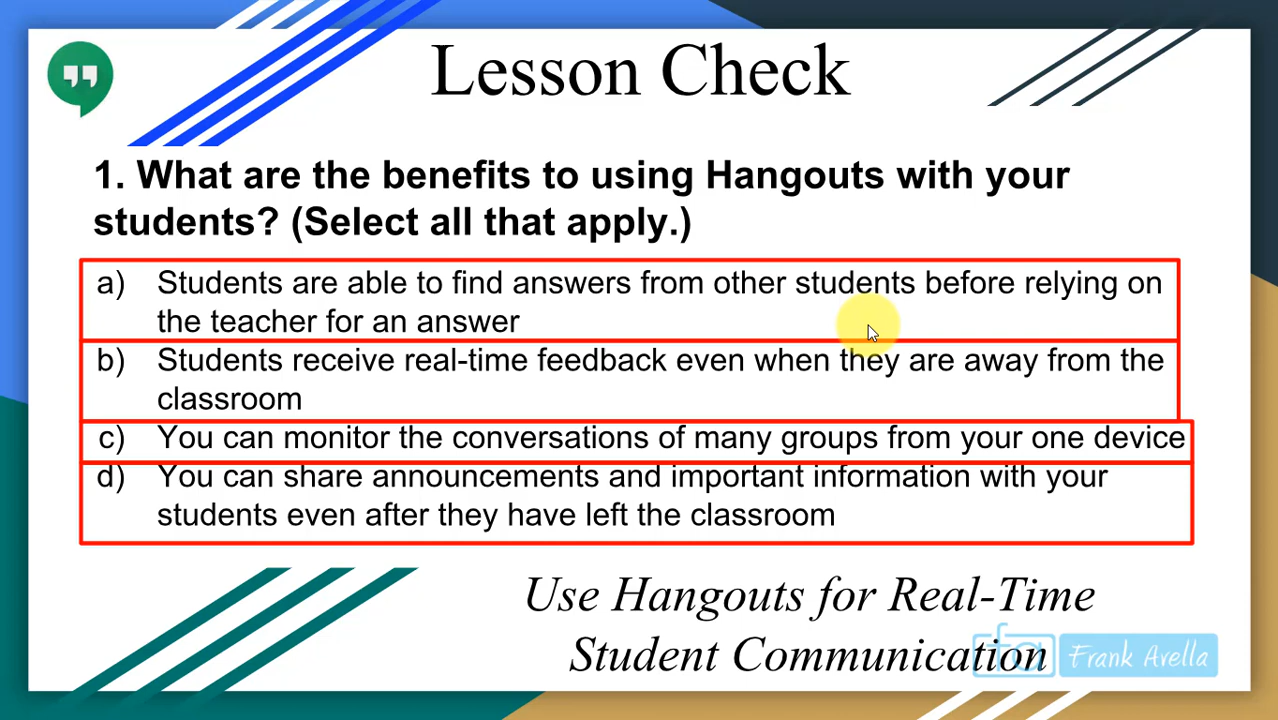 Lesson Check
1. What are the benefits to using Hangouts with your
students? (Select all that apply.)
a) Students are able to find answers from other students before relying on
the teacher for an answer
b) Students receive real-time feedback even when they are away from the
classroom
c) You can monitor the conversations of many groups from your one device
d) You can share announcements and important information with your
students even after they have left the classroom
Use Hangouts for Real-Time
Student Communication
fa Frank Avella